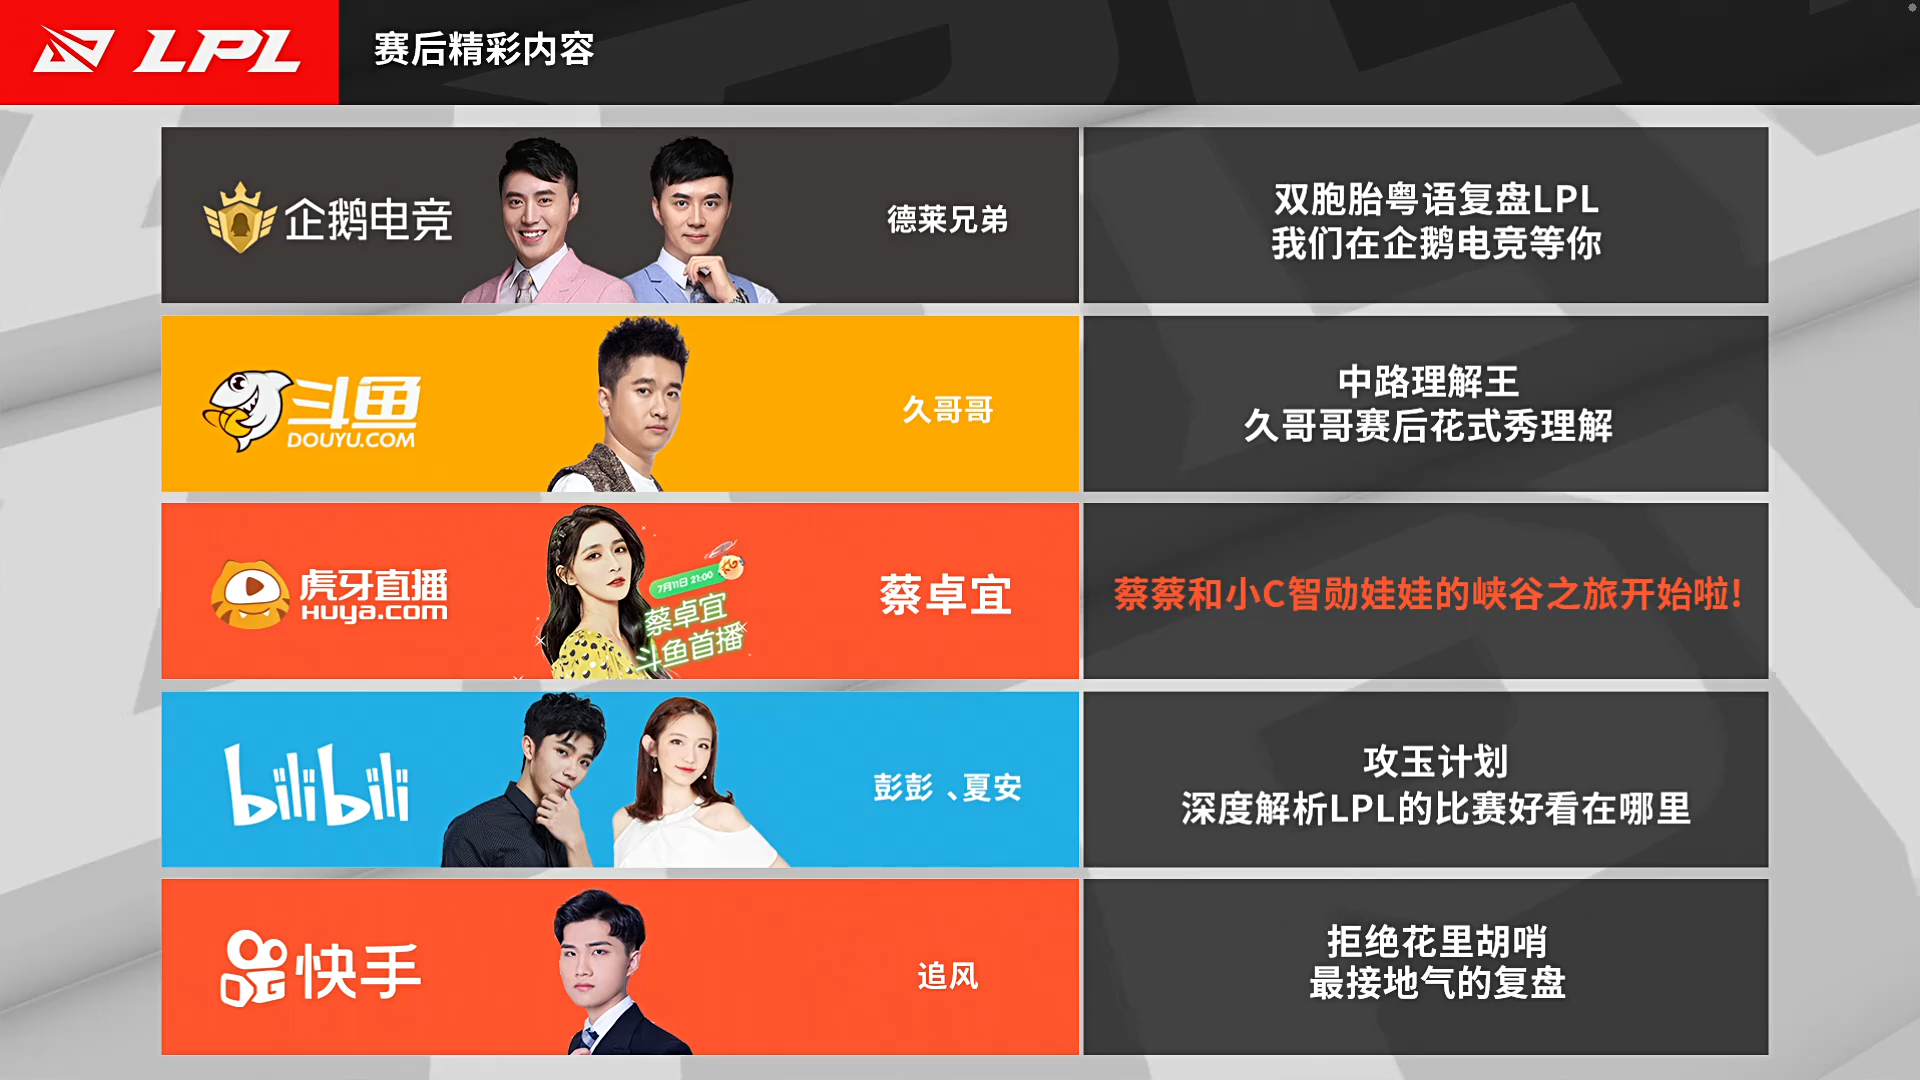 LPL
赛后精彩内容
企鹅电竞
德莱兄弟
双胞胎粤语复盘LPL
我们在企鹅电竞等你
斗鱼
DOUYU.COM
久哥哥
中路理解王
久哥哥赛后花式秀理解
虎牙直播
HUYA.com
7月11日 21:00
蔡卓宜
斗鱼首播
蔡卓宜
蔡蔡和小C智勋娃娃的峡谷之旅开始啦!
bilibili
彭彭、夏安
攻玉计划
深度解析LPL的比赛好看在哪里
快手
追风
拒绝花里胡哨
最接地气的复盘